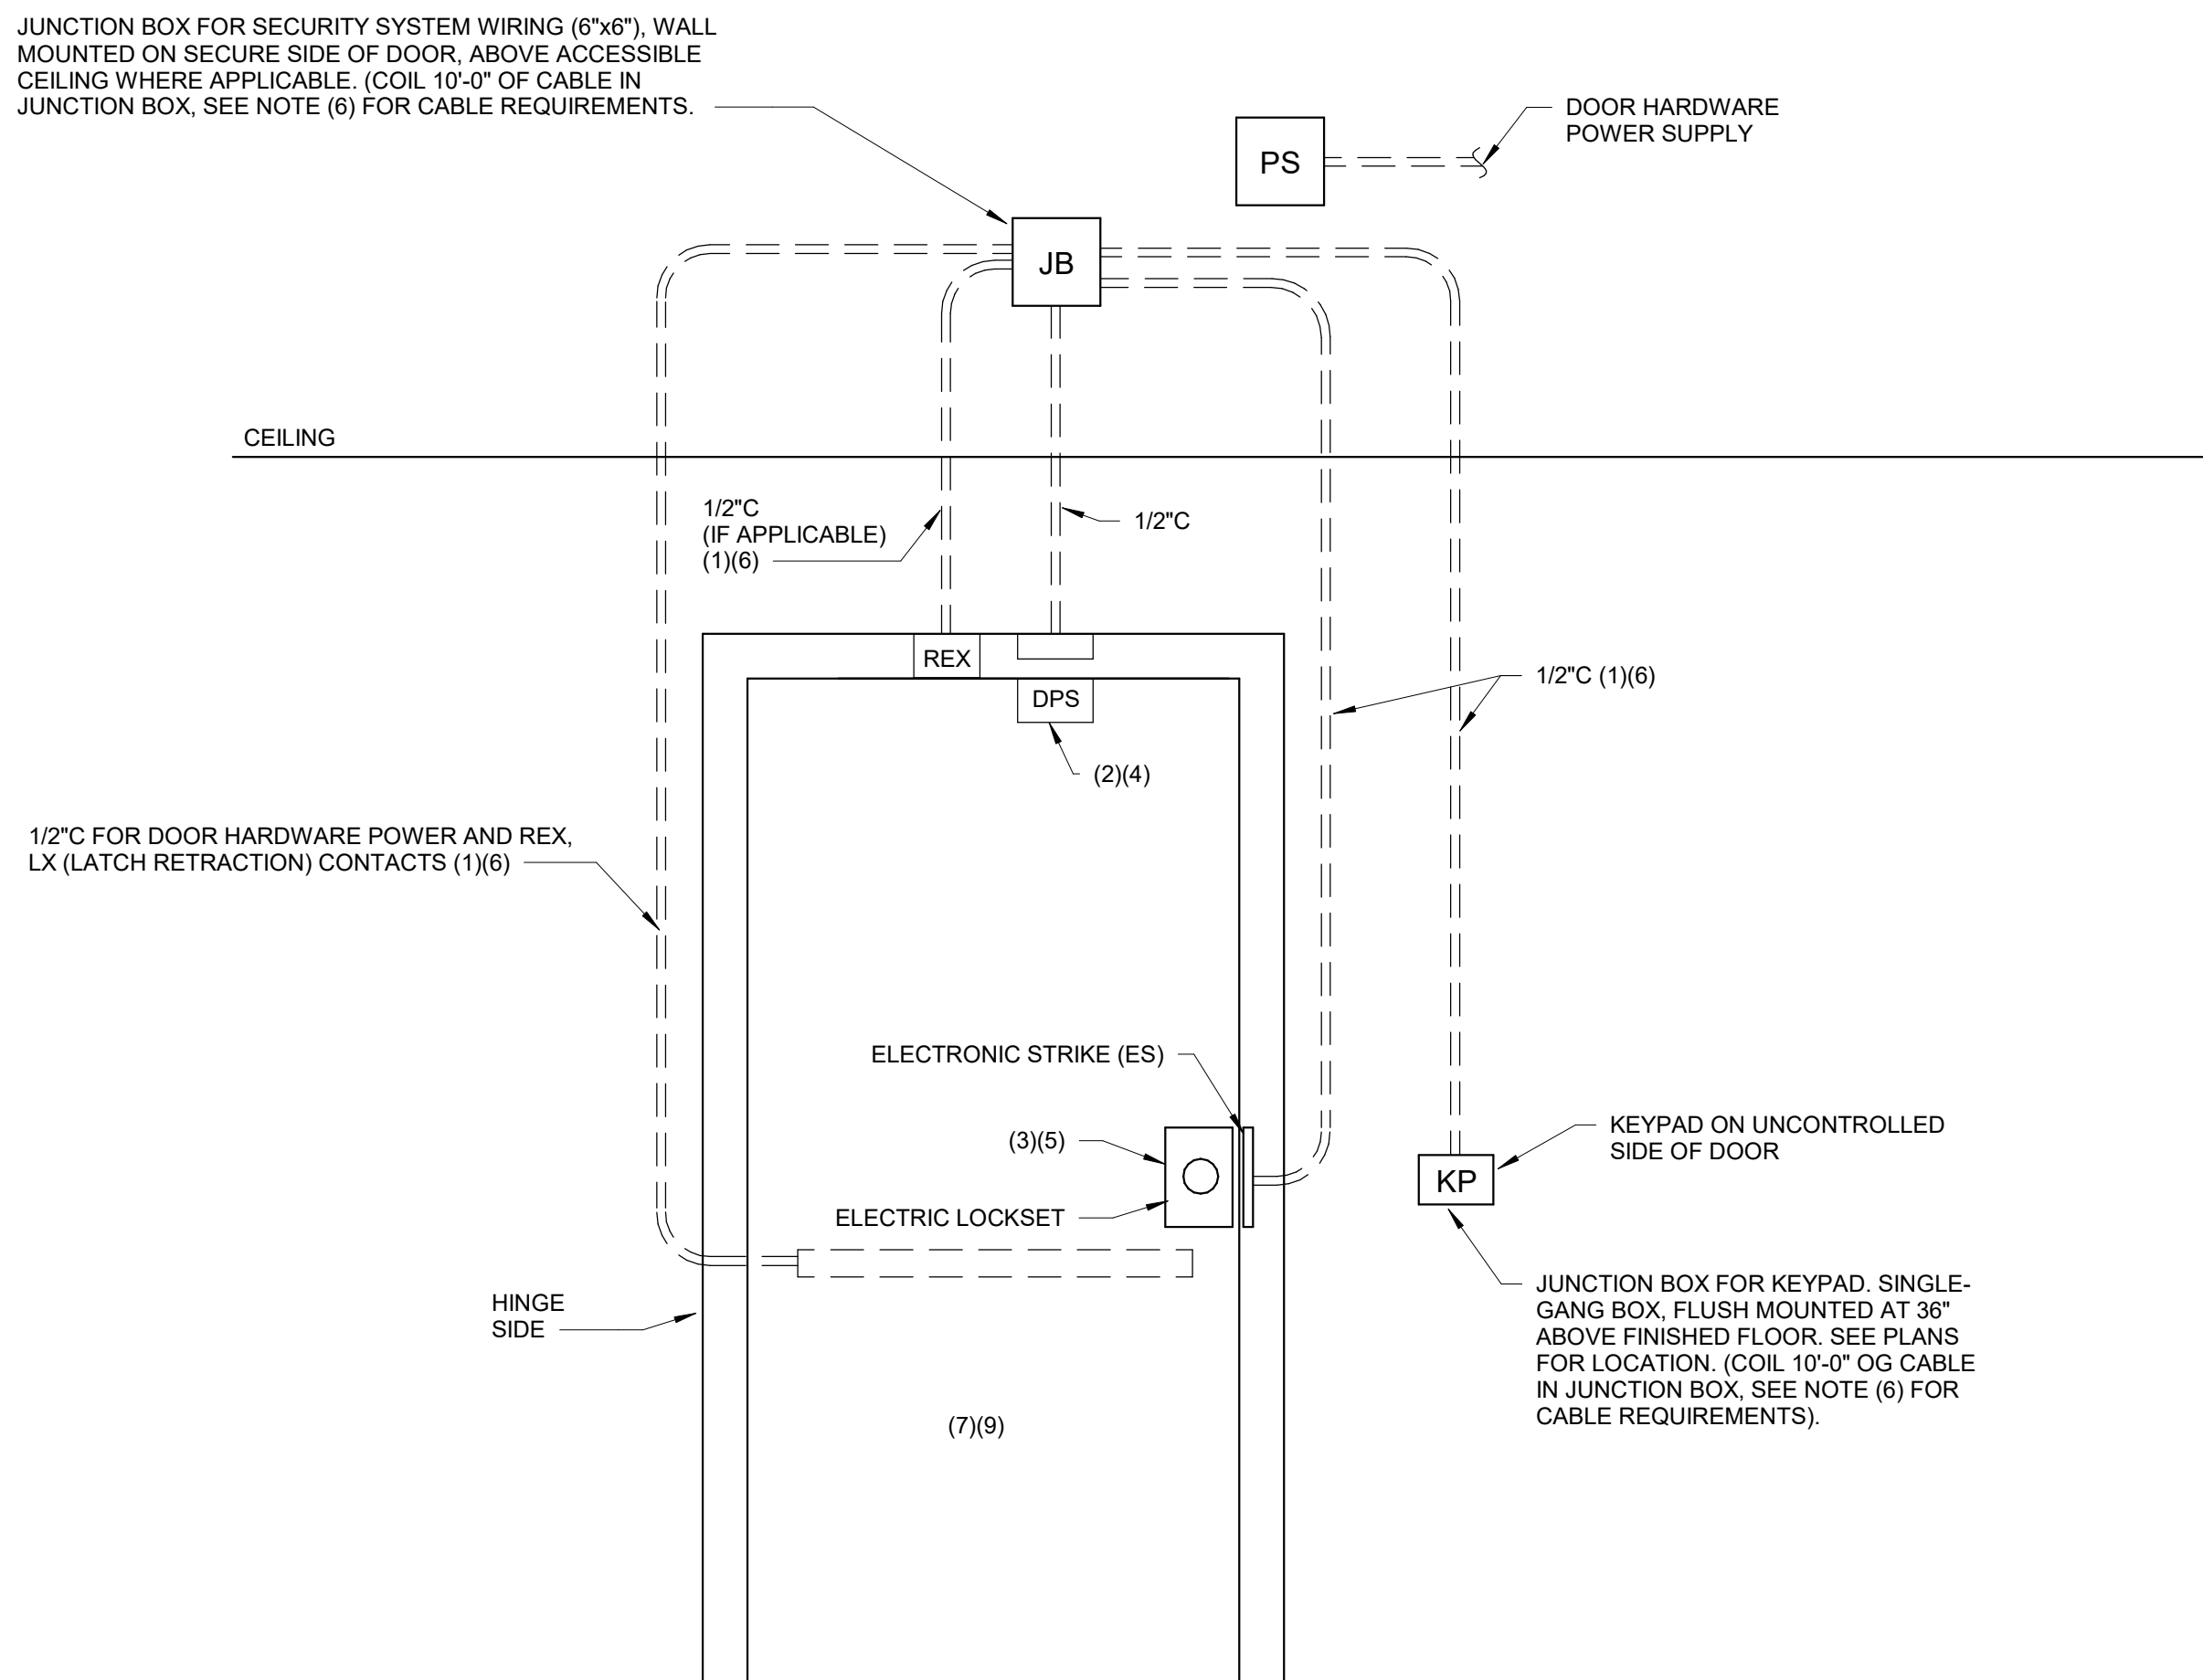 JUNCTION BOX FOR SECURITY SYSTEM WIRING (6"x6"), WALL
MOUNTED ON SECURE SIDE OF DOOR, ABOVE ACCESSIBLE
CEILING WHERE APPLICABLE. (COIL 10'-0" OF CABLE IN
JUNCTION BOX, SEE NOTE (6) FOR CABLE REQUIREMENTS.
DOOR HARDWARE
POWER SUPPLY
PS
JB
CEILING
1/2"C
(IF APPLICABLE)
(1)(6)
1/2"C
REX
DPS
1/2"C (1)(6)
(2)(4)
1/2"C FOR DOOR HARDWARE POWER AND REX,
LX (LATCH RETRACTION) CONTACTS (1)(6)
ELECTRONIC STRIKE (ES)
(3)(5)
KEYPAD ON UNCONTROLLED
SIDE OF DOOR
KP
ELECTRIC LOCKSET
HINGE
SIDE
JUNCTION BOX FOR KEYPAD. SINGLE-
GANG BOX, FLUSH MOUNTED AT 36"
ABOVE FINISHED FLOOR. SEE PLANS
FOR LOCATION. (COIL 10'-0" OG CABLE
IN JUNCTION BOX, SEE NOTE (6) FOR
CABLE REQUIREMENTS).
(7)(9)